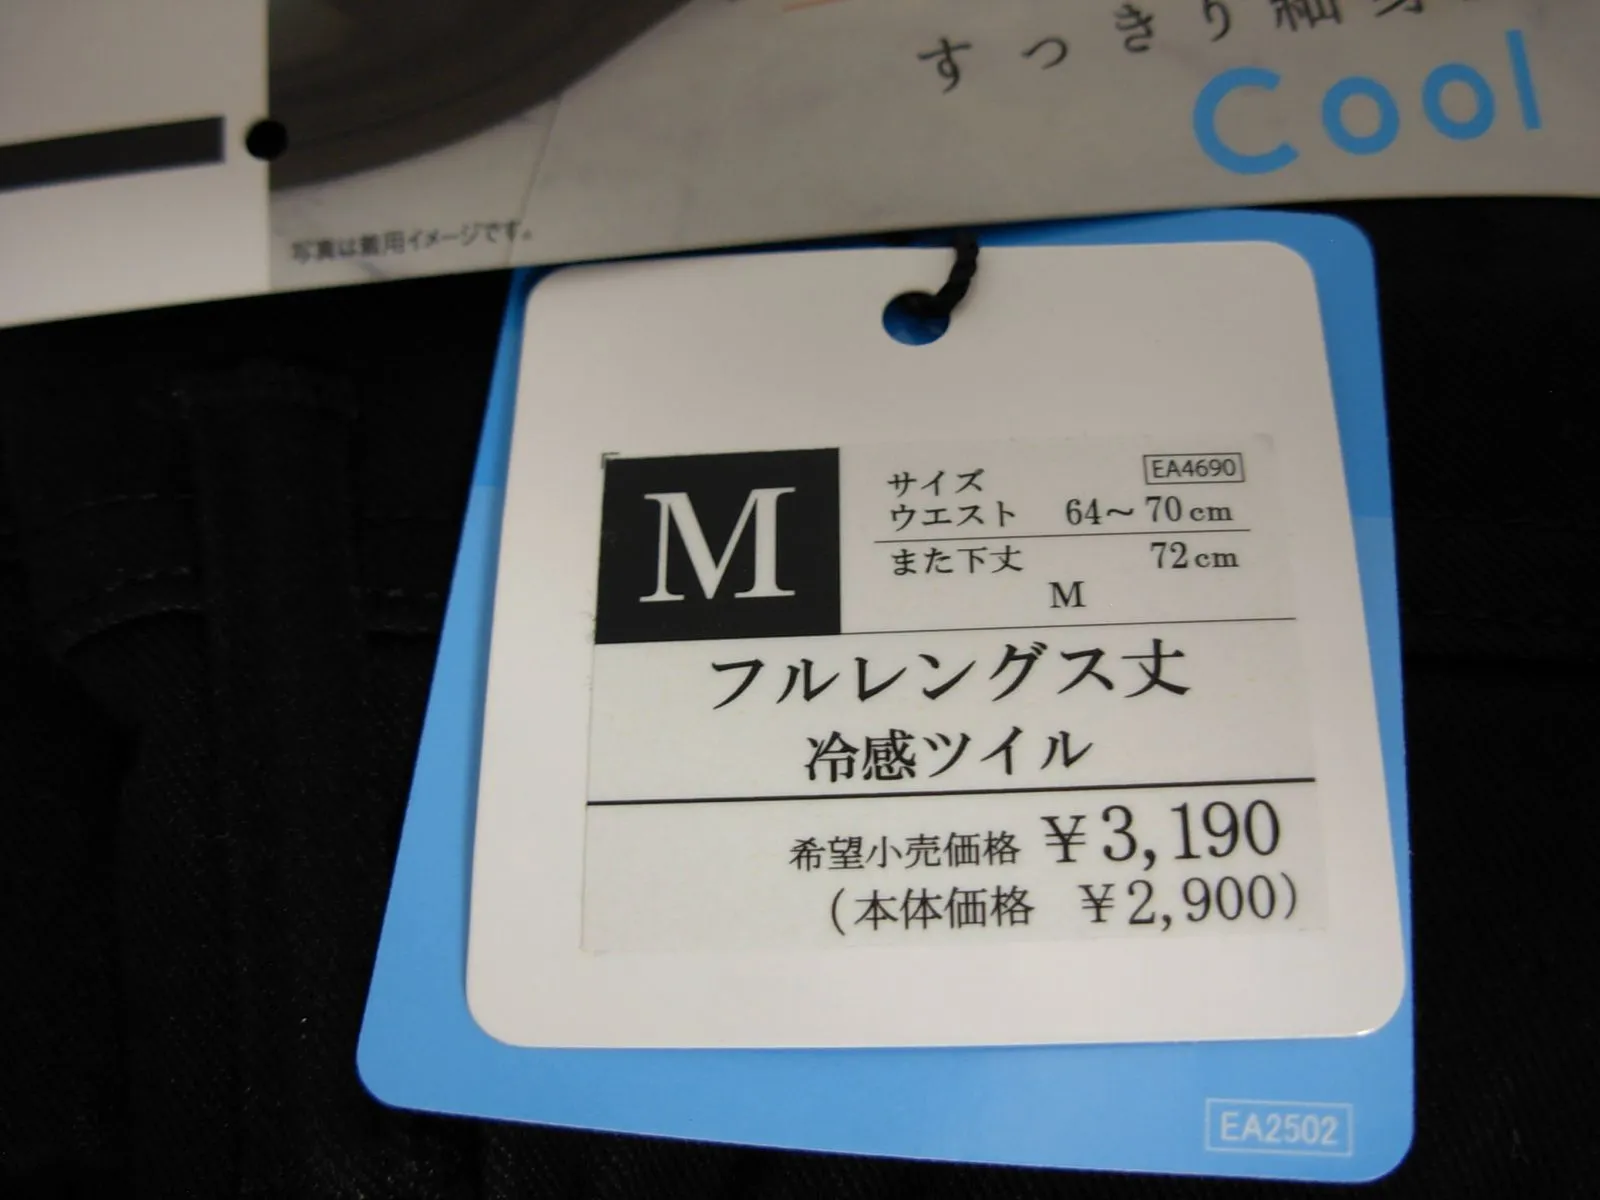 すっきり細身
Cool
写真は着用イメージです。
M
EA4690
サイズ
ウエスト 64～70cm
また下丈 72cm
M
フルレングス丈
冷感ツイル
希望小売価格 ¥3,190
(本体価格 ¥2,900)
EA2502